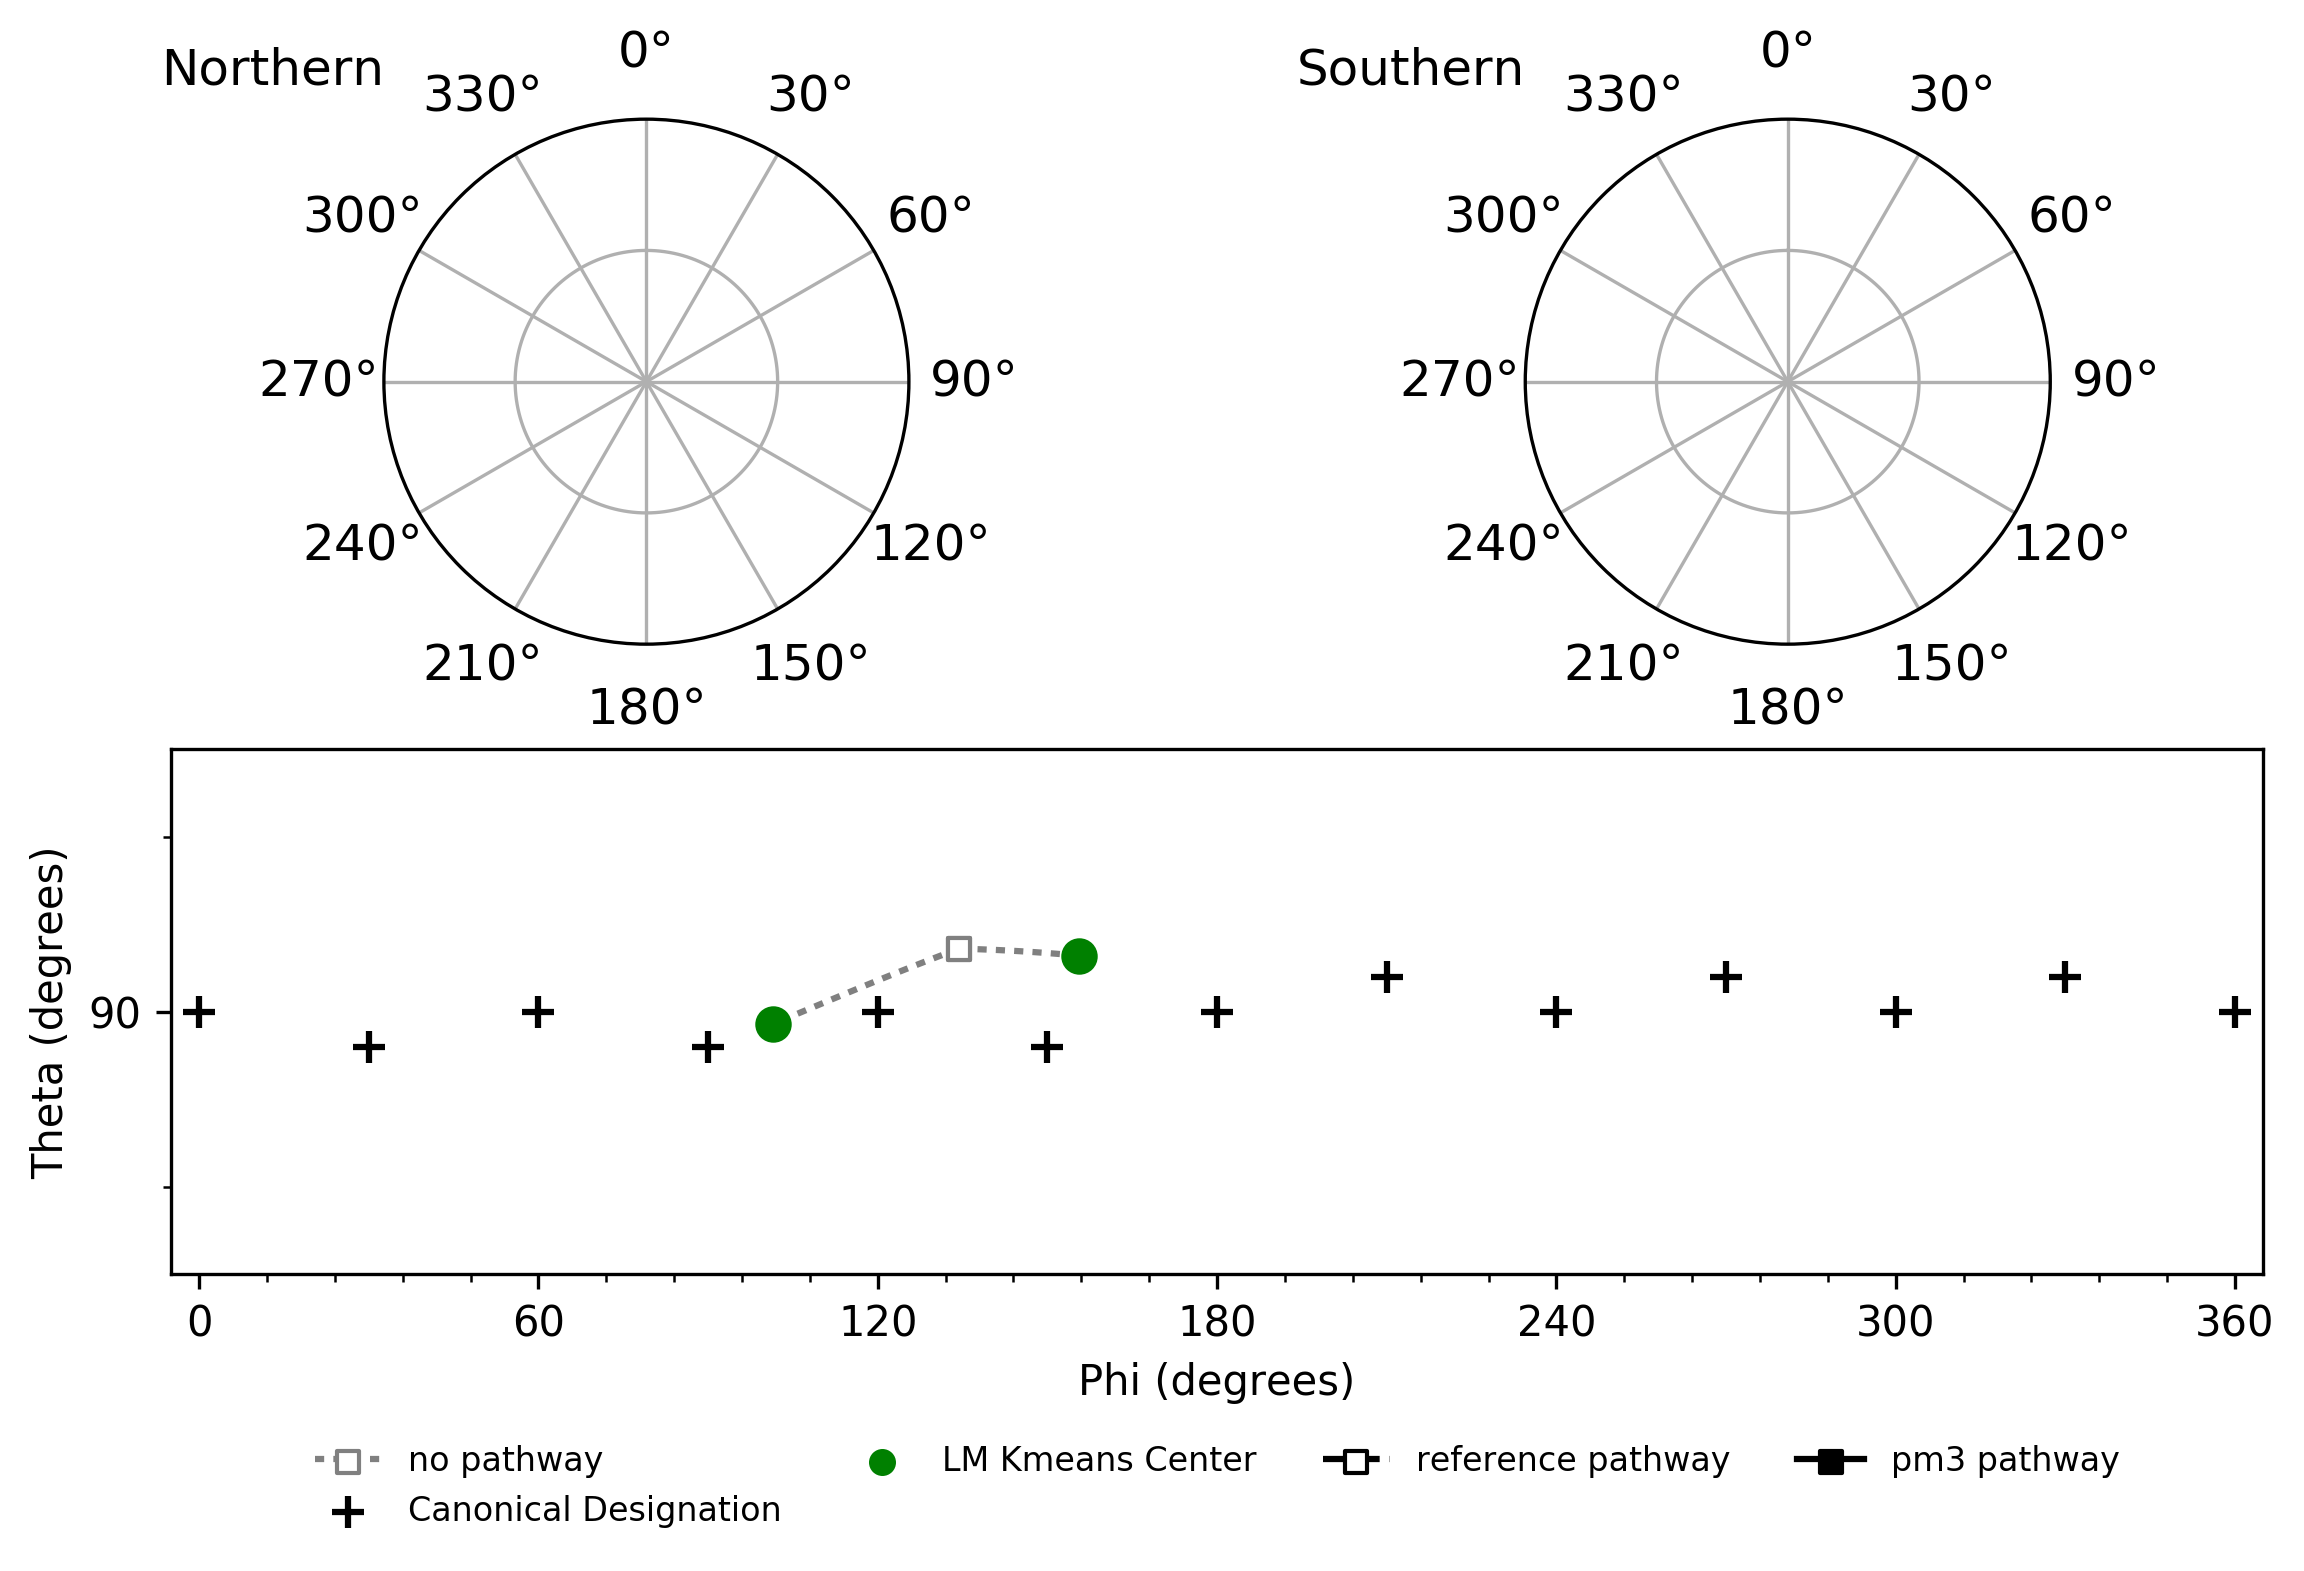 Northern
0°
330°
30°
300°
60°
270°
90°
240°
120°
210°
150°
180°
Southern
0°
330°
30°
300°
60°
270°
90°
240°
120°
210°
150°
180°
Theta (degrees)
90
0 60 120 180 240 300 360
Phi (degrees)
no pathway
Canonical Designation
LM Kmeans Center
reference pathway
pm3 pathway